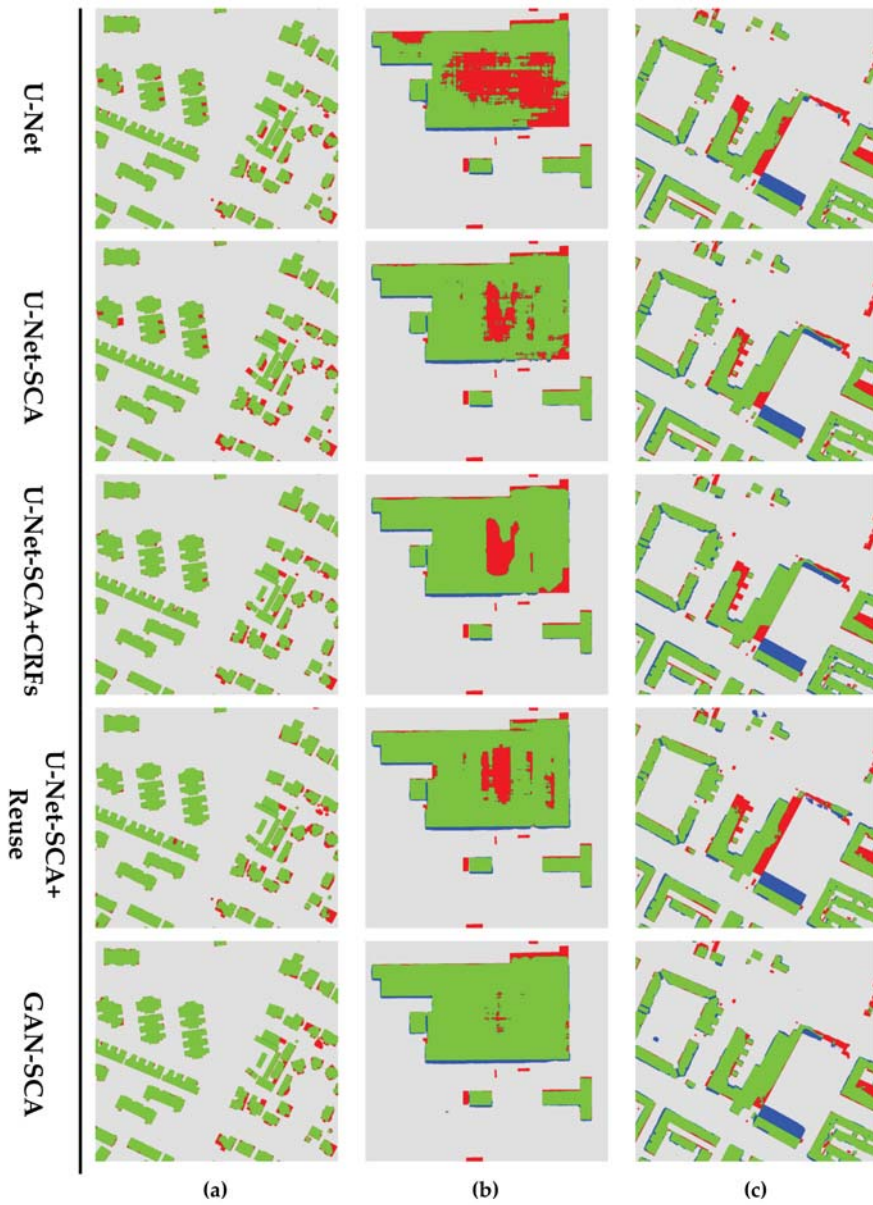 U-Net
U-Net-SCA
U-Net-SCA+CRFs
U-Net-SCA+
Reuse
GAN-SCA
(a)
(b)
(c)